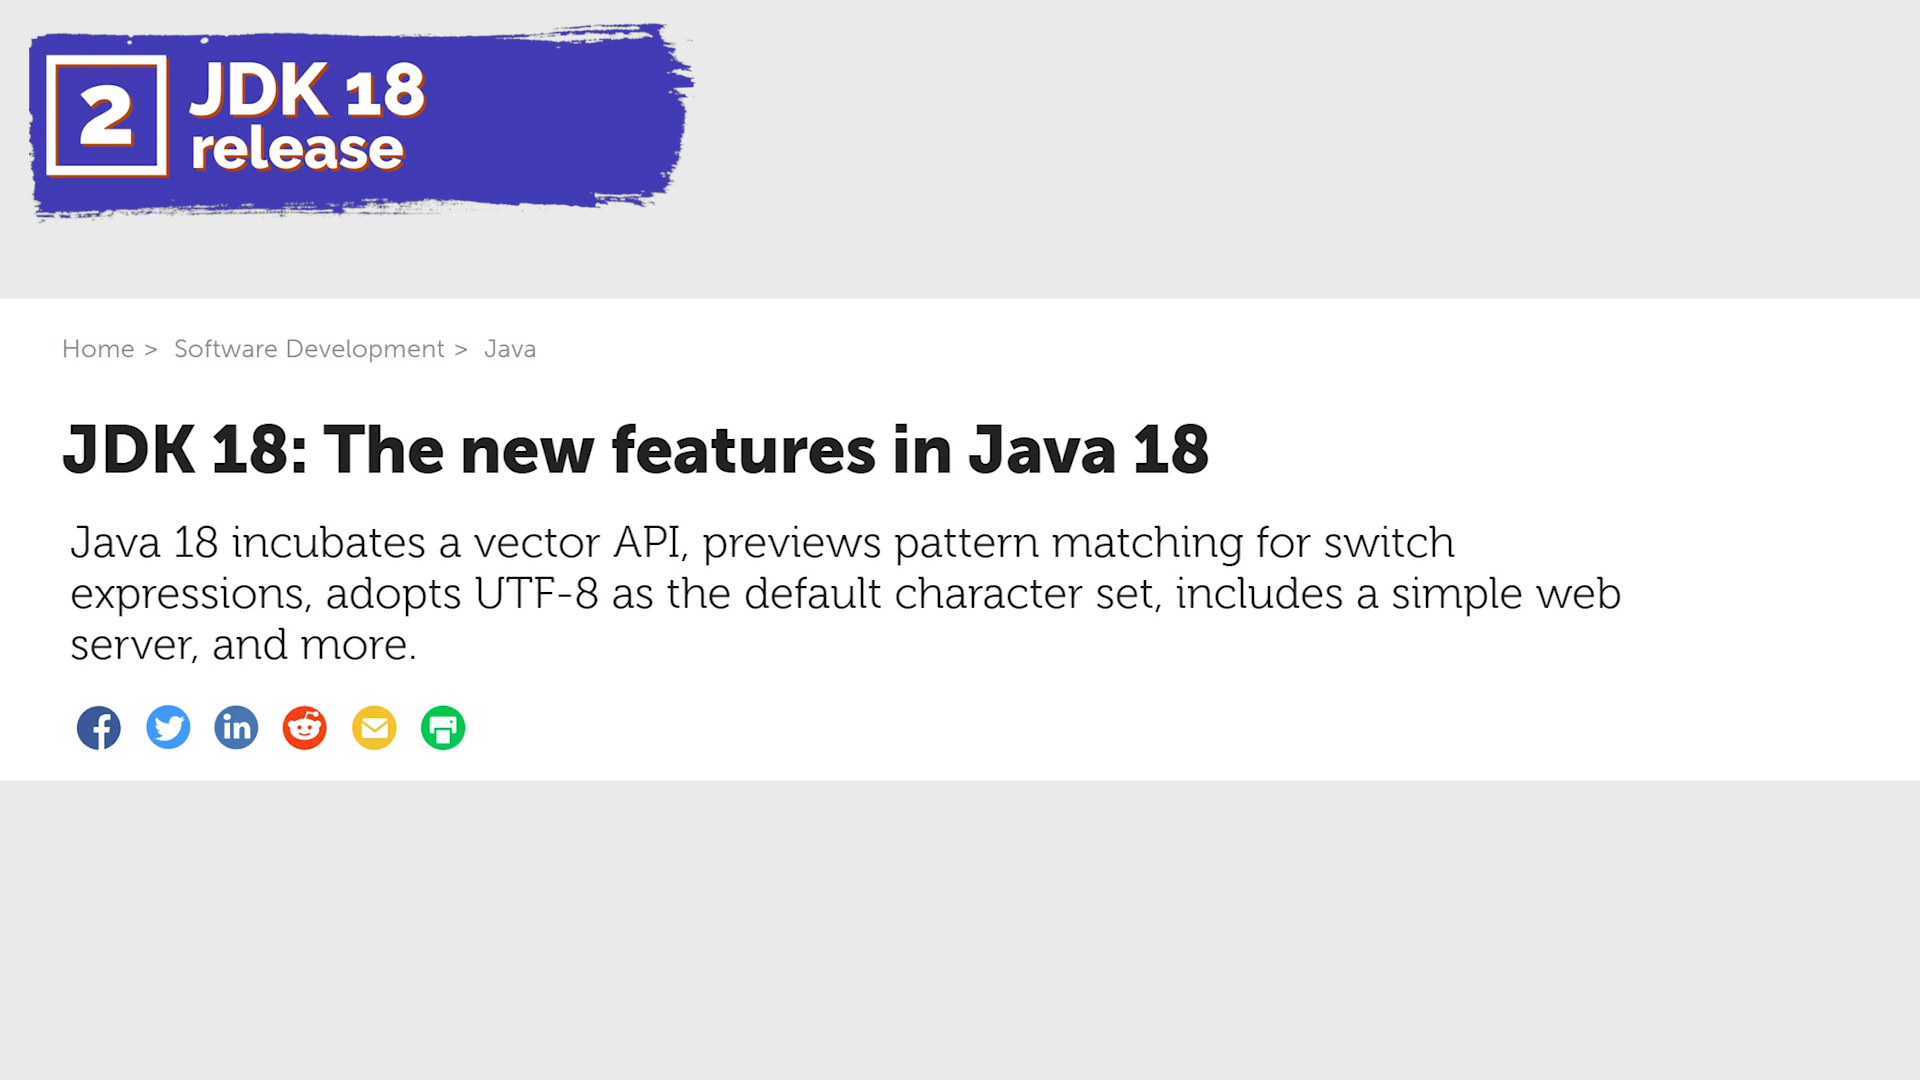 2
JDK 18
release
Home > Software Development > Java
JDK 18: The new features in Java 18
Java 18 incubates a vector API, previews pattern matching for switch
expressions, adopts UTF-8 as the default character set, includes a simple web
server, and more.